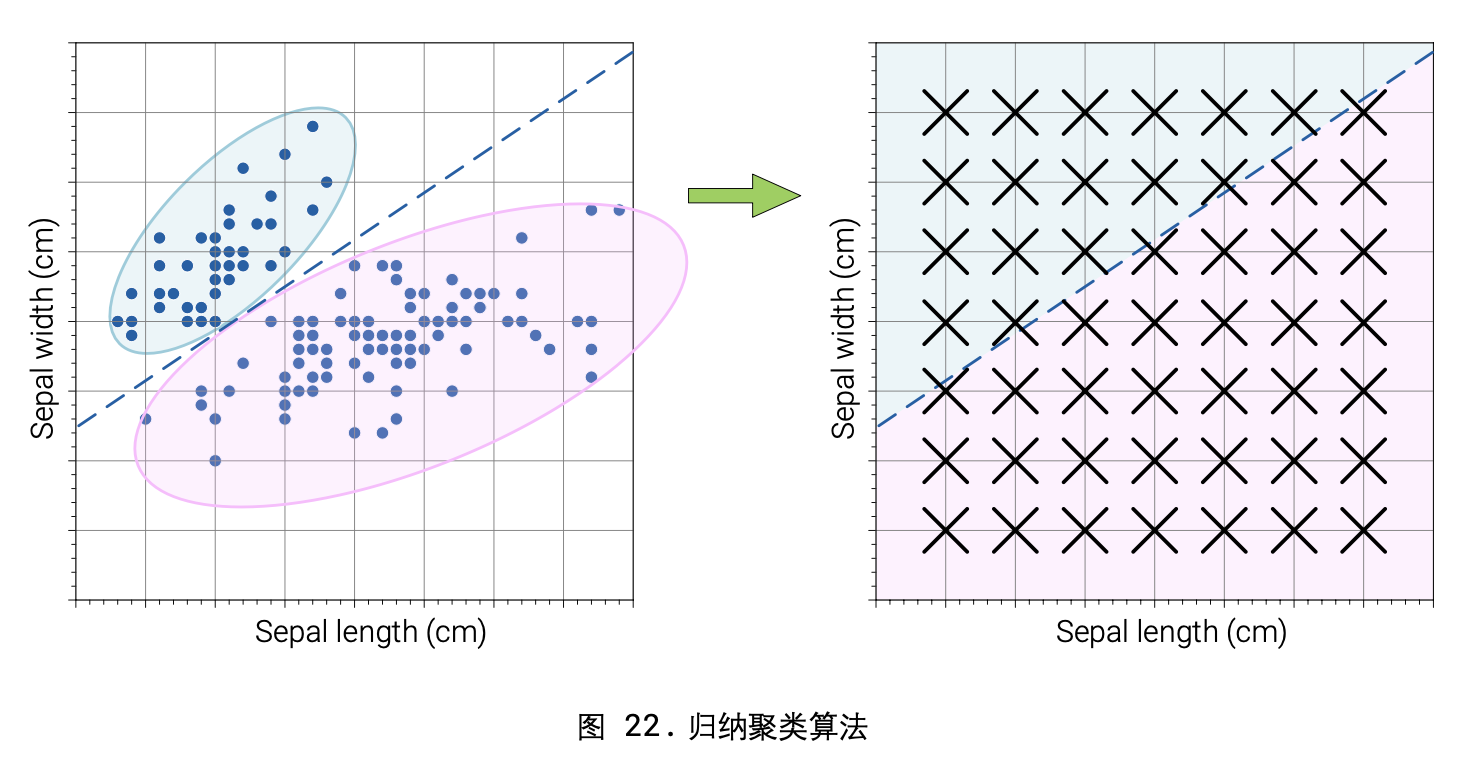 Sepal width (cm)
Sepal length (cm)
Sepal width (cm)
Sepal length (cm)
图 22. 归纳聚类算法